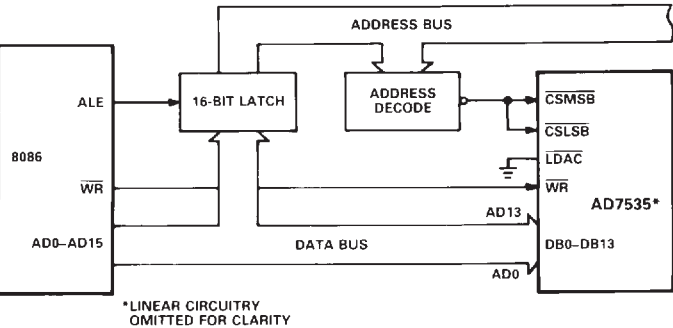 ADDRESS BUS
ALE
16-BIT LATCH
ADDRESS
DECODE
CSMSB
CSLSB
8086
LDAC
WR
WR
AD7535*
AD13
AD0–AD15
DATA BUS
DB0–DB13
AD0
*LINEAR CIRCUITRY
OMITTED FOR CLARITY